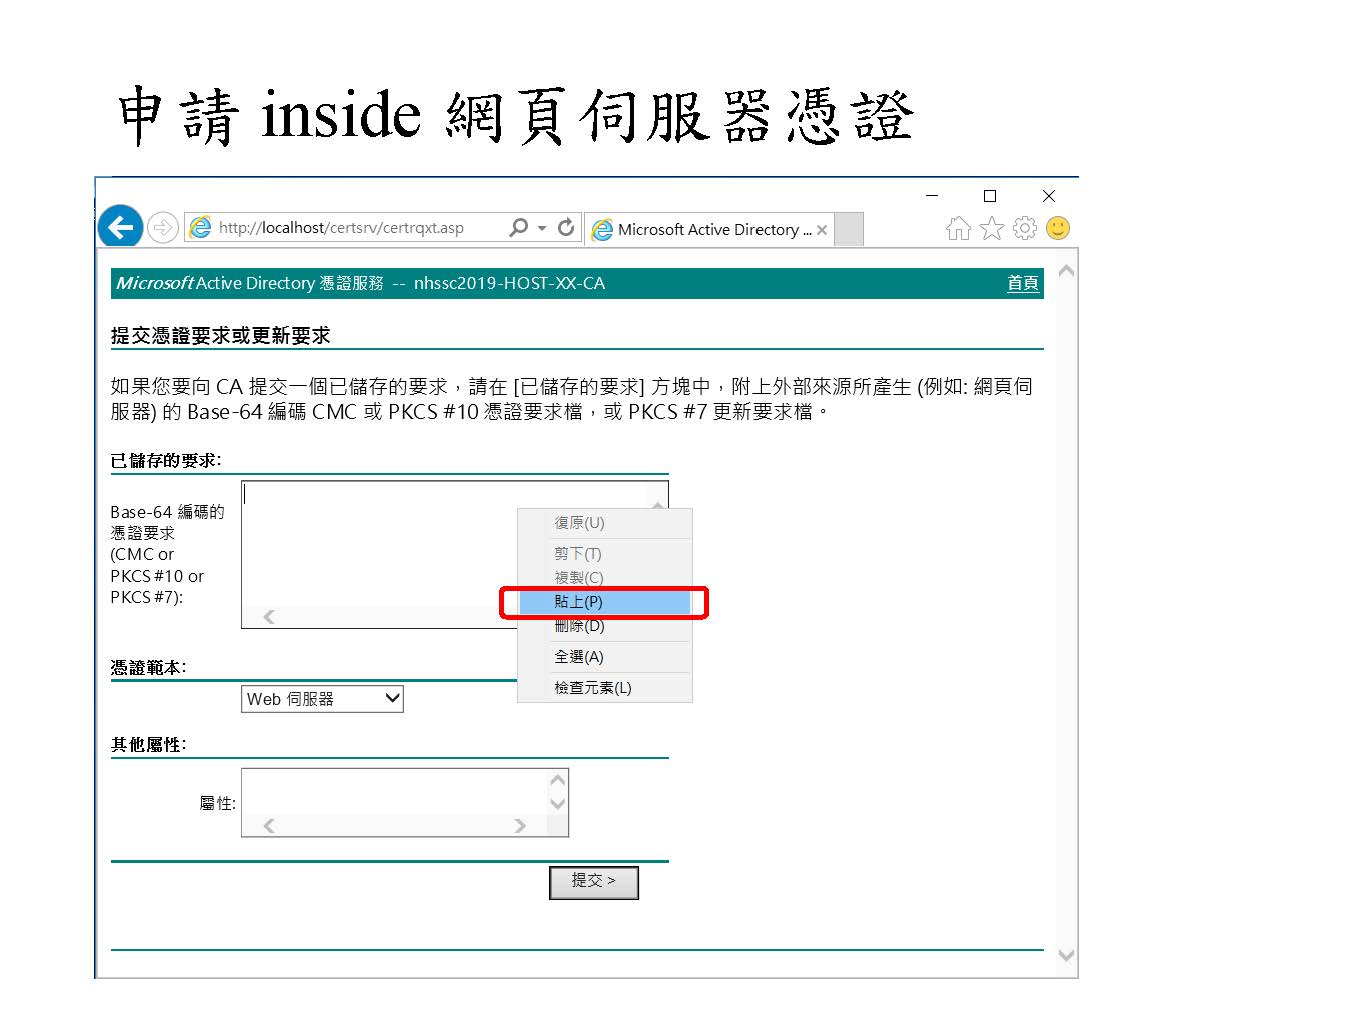 申請 inside 網頁伺服器憑證
http://localhost/certsrv/certrqxt.asp
Microsoft Active Directory ...
Microsoft Active Directory 憑證服務 -- nhssc2019-HOST-XX-CA
首頁
提交憑證要求或更新要求
如果您要向 CA 提交一個已儲存的要求，請在 [已儲存的要求] 方塊中，附上外部來源所產生 (例如: 網頁伺
服器) 的 Base-64 編碼 CMC 或 PKCS #10 憑證要求檔，或 PKCS #7 更新要求檔。
已儲存的要求:
Base-64 編碼的
憑證要求
(CMC or
PKCS #10 or
PKCS #7):
復原(U)
剪下(T)
複製(C)
貼上(P)
刪除(D)
全選(A)
檢查元素(L)
憑證範本:
Web 伺服器
其他屬性:
屬性:
提交 >